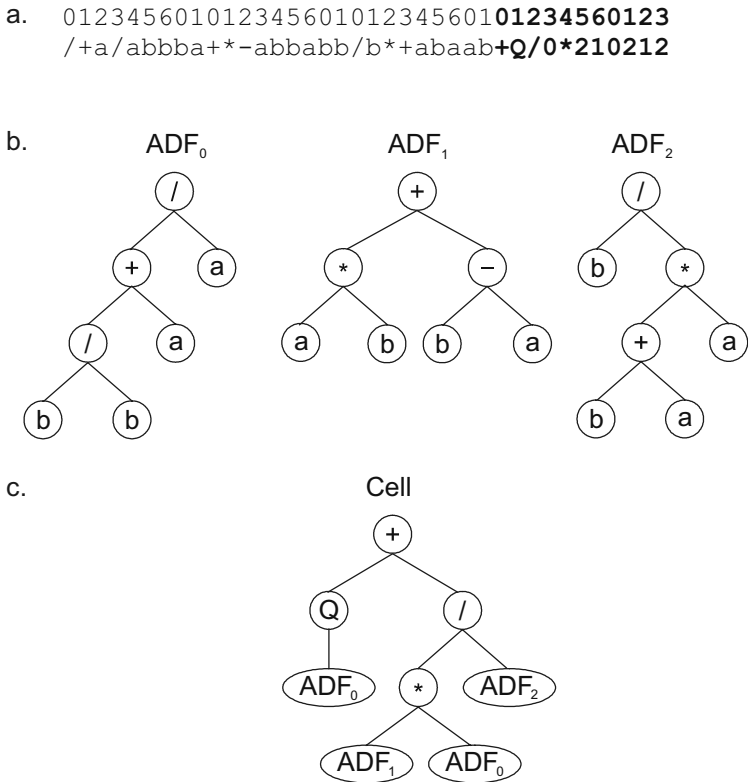 a. 01234560101234560101234560101234560123
/+a/abbba+*-abbabb/b*+abaab+Q/0*210212
b. ADF₀ ADF₁ ADF₂
/ + /
+ a * − b *
/ a a b b a + a
b b b a
c. Cell
+
Q /
ADF₀ * ADF₂
ADF₁ ADF₀